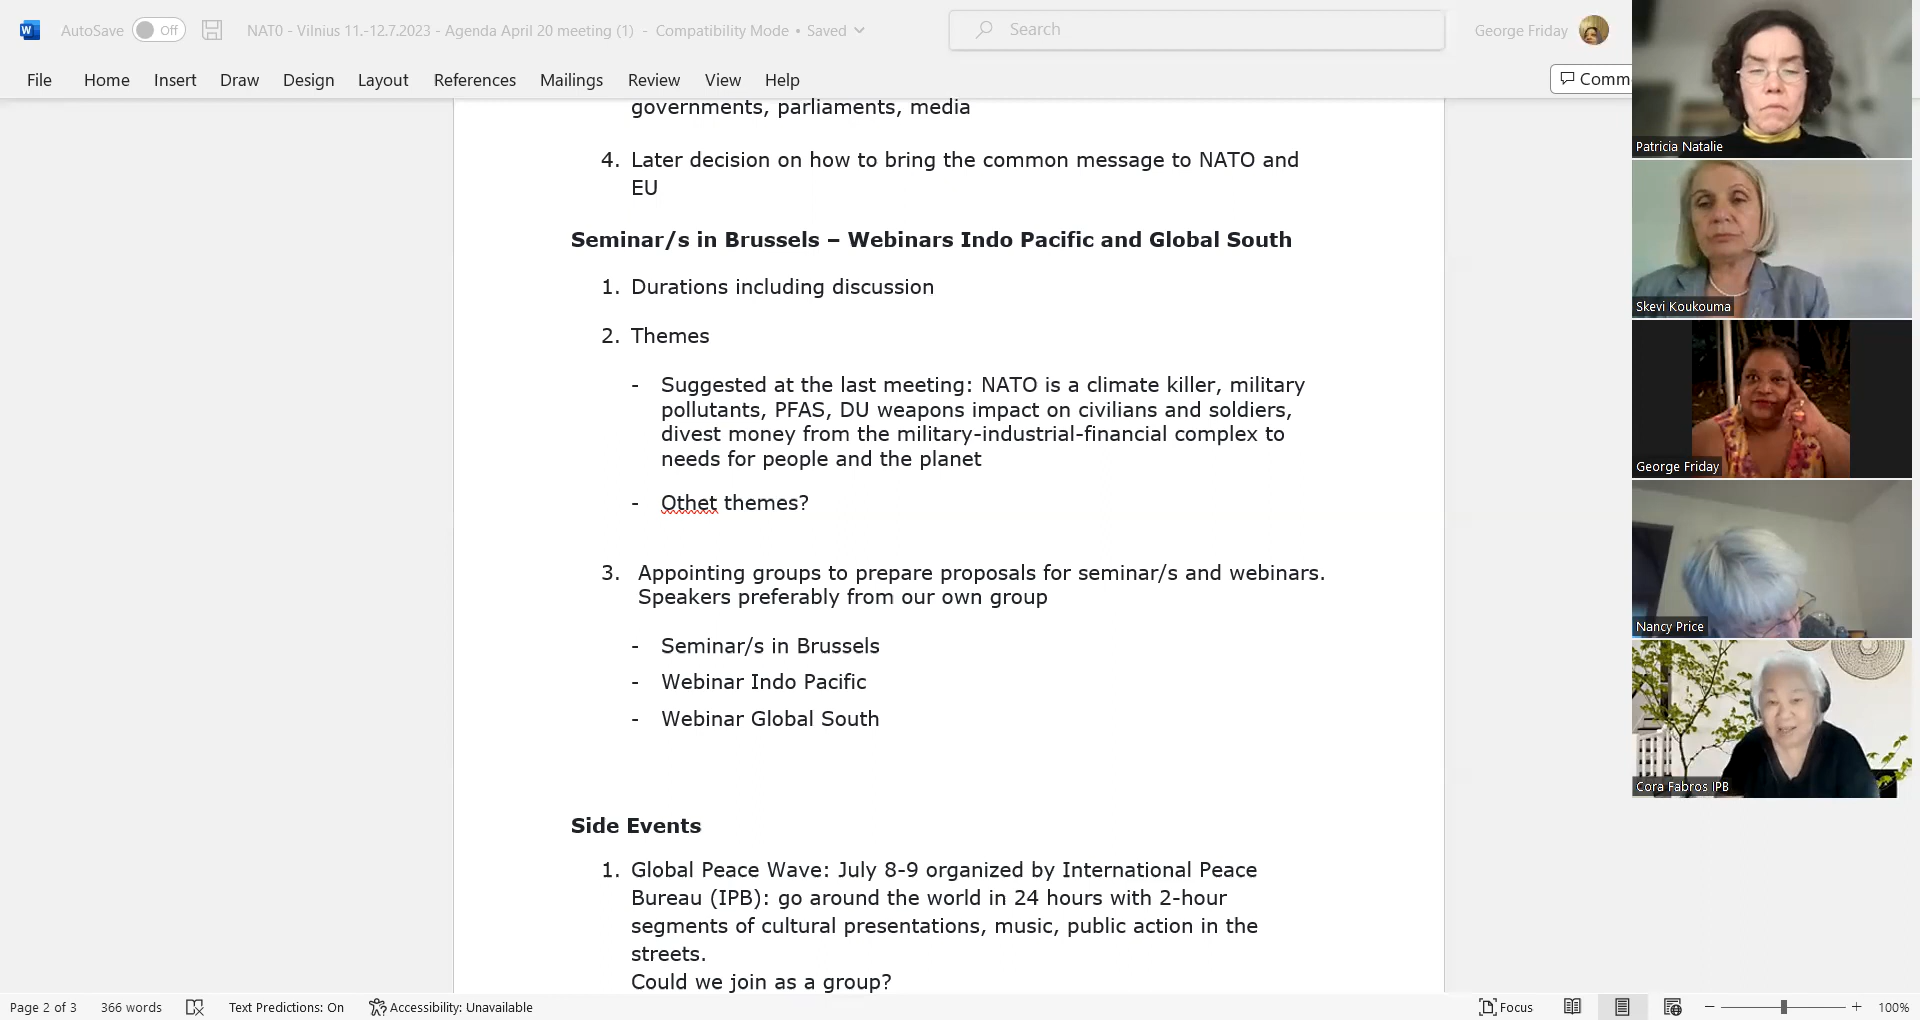 AutoSave Off NAT0 - Vilnius 11.-12.7.2023 - Agenda April 20 meeting (1) - Compatibility Mode • Saved Search George Friday
File Home Insert Draw Design Layout References Mailings Review View Help Comm
governments, parliaments, media
4. Later decision on how to bring the common message to NATO and
EU
Seminar/s in Brussels – Webinars Indo Pacific and Global South
1. Durations including discussion
2. Themes
- Suggested at the last meeting: NATO is a climate killer, military
pollutants, PFAS, DU weapons impact on civilians and soldiers,
divest money from the military-industrial-financial complex to
needs for people and the planet
- Othet themes?
3. Appointing groups to prepare proposals for seminar/s and webinars.
Speakers preferably from our own group
- Seminar/s in Brussels
- Webinar Indo Pacific
- Webinar Global South
Side Events
1. Global Peace Wave: July 8-9 organized by International Peace
Bureau (IPB): go around the world in 24 hours with 2-hour
segments of cultural presentations, music, public action in the
streets.
Could we join as a group?
Patricia Natalie
Skevi Koukouma
George Friday
Nancy Price
Cora Fabros IPB
Page 2 of 3 366 words Text Predictions: On Accessibility: Unavailable Focus 100%